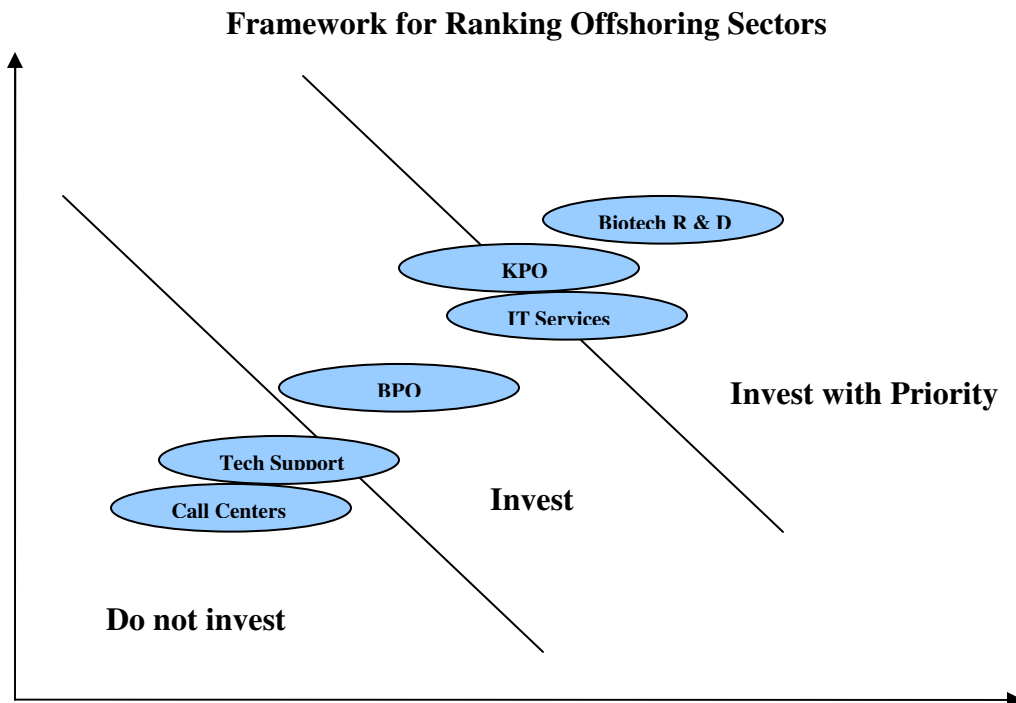 Framework for Ranking Offshoring Sectors
Biotech R & D
KPO
IT Services
BPO
Invest with Priority
Tech Support
Invest
Call Centers
Do not invest